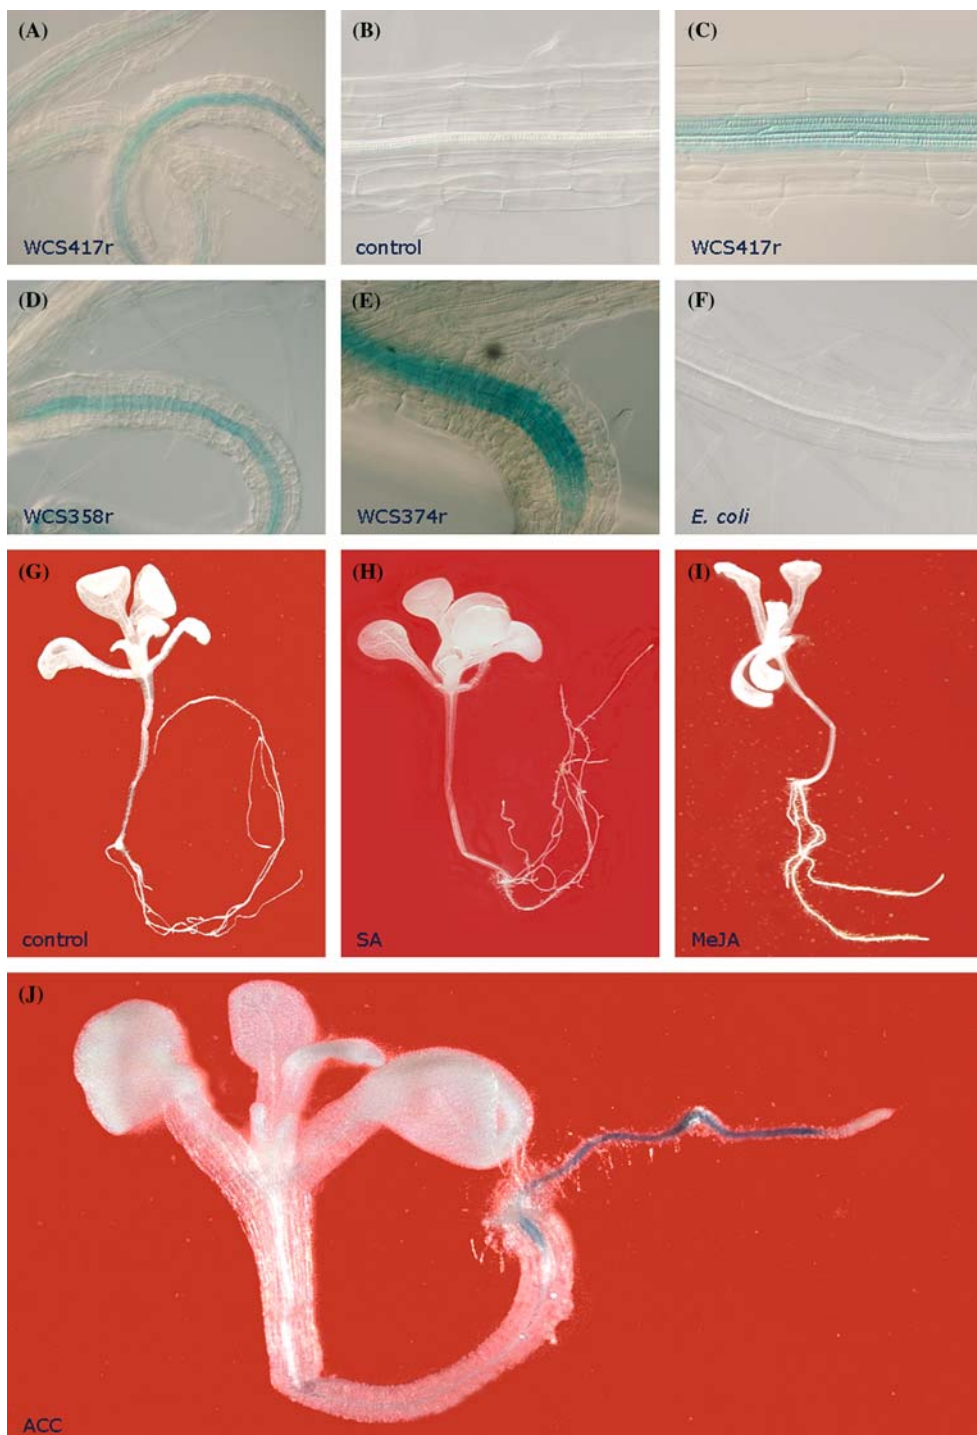 (A)
WCS417r
(B)
control
(C)
WCS417r
(D)
WCS358r
(E)
WCS374r
(F)
E. coli
(G)
control
(H)
SA
(I)
MeJA
(J)
ACC